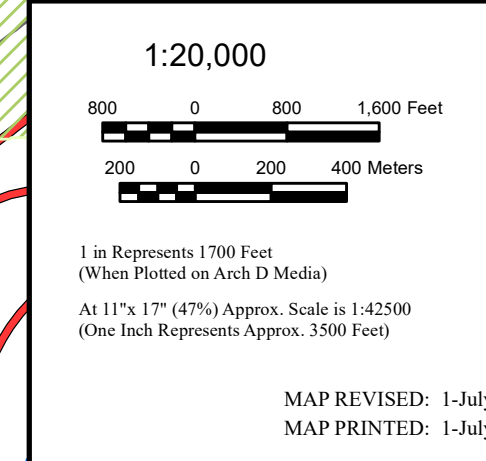 1:20,000
800 0 800 1,600 Feet
200 0 200 400 Meters
1 in Represents 1700 Feet
(When Plotted on Arch D Media)
At 11"x 17" (47%) Approx. Scale is 1:42500
(One Inch Represents Approx. 3500 Feet)
MAP REVISED: 1-July
MAP PRINTED: 1-July